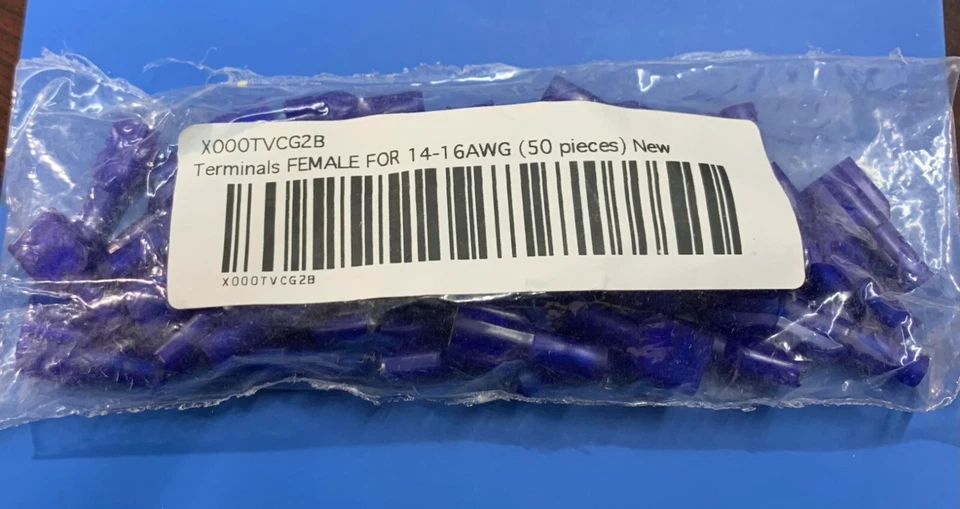 X000TVCG2B
Terminals FEMALE FOR 14-16AWG (50 pieces) New
X000TVCG2B